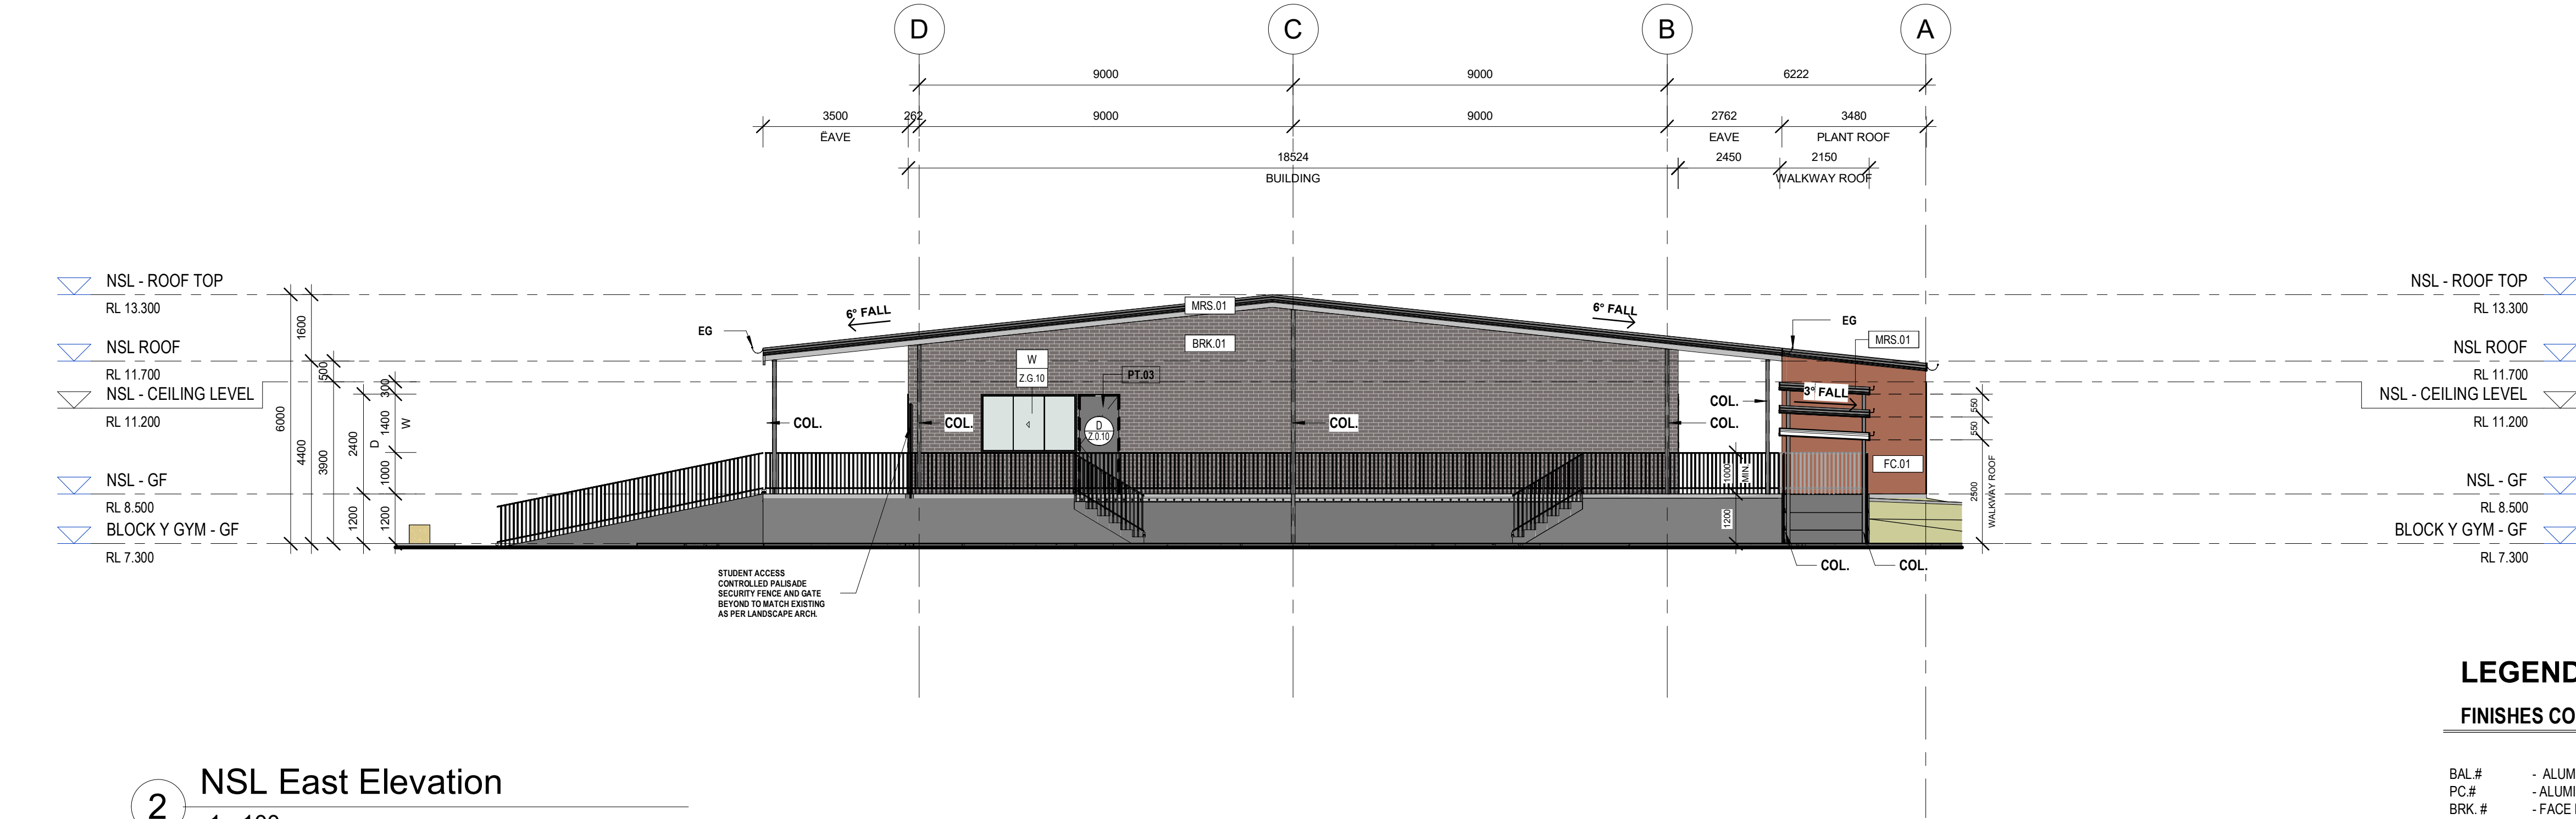 D
C
B
A
9000
9000
6222
3500
262
9000
9000
2762
3480
EAVE
EAVE
PLANT ROOF
18524
2450
2150
BUILDING
WALKWAY ROOF
NSL - ROOF TOP
RL 13.300
NSL ROOF
RL 11.700
NSL - CEILING LEVEL
RL 11.200
NSL - GF
RL 8.500
BLOCK Y GYM - GF
RL 7.300
6000
1600
4400
500
3900
2400
1200
300
1400
1000
1200
D
W
EG
6° FALL
MRS.01
BRK.01
W
Z.G.10
PT.03
D
Z.0.10
COL.
COL.
COL.
COL.
COL.
6° FALL
EG
MRS.01
3° FALL
FC.01
1000
MIN.
1200
550
550
2500
WALKWAY ROOF
COL.
COL.
STUDENT ACCESS
CONTROLLED PALISADE
SECURITY FENCE AND GATE
BEYOND TO MATCH EXISTING
AS PER LANDSCAPE ARCH.
NSL - ROOF TOP
RL 13.300
NSL ROOF
RL 11.700
NSL - CEILING LEVEL
RL 11.200
NSL - GF
RL 8.500
BLOCK Y GYM - GF
RL 7.300
2
NSL East Elevation
LEGEND
FINISHES CO
BAL.# - ALUM
PC.# - ALUMI
BRK. # - FACE